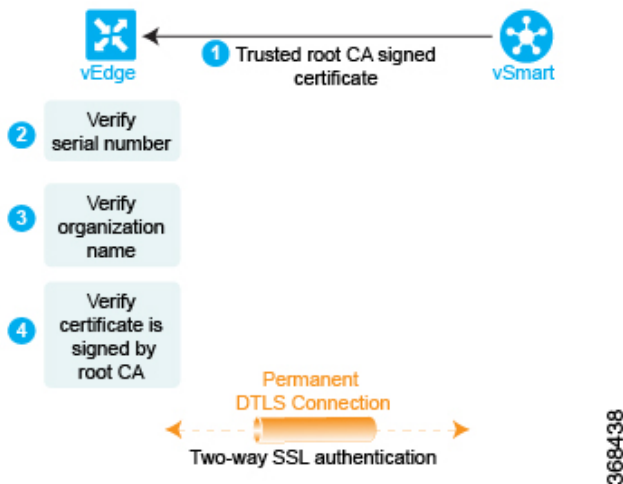 1 Trusted root CA signed
certificate
vEdge
vSmart
2 Verify
serial number
3 Verify
organization
name
4 Verify
certificate is
signed by
root CA
Permanent
DTLS Connection
Two-way SSL authentication
368438